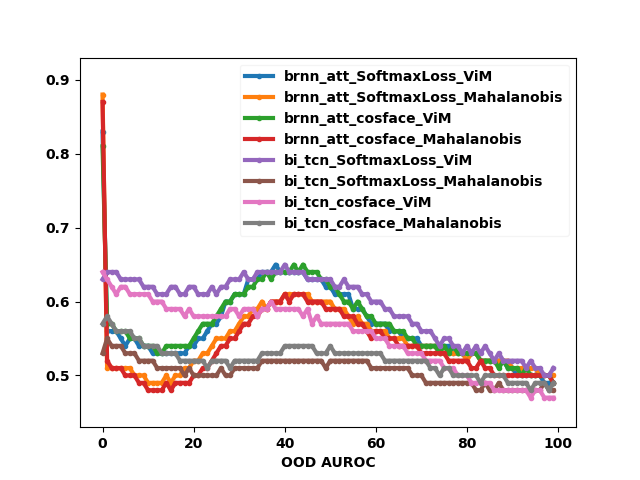 0.9
0.8
0.7
0.6
0.5
brnn_att_SoftmaxLoss_ViM
brnn_att_SoftmaxLoss_Mahalanobis
brnn_att_cosface_ViM
brnn_att_cosface_Mahalanobis
bi_tcn_SoftmaxLoss_ViM
bi_tcn_SoftmaxLoss_Mahalanobis
bi_tcn_cosface_ViM
bi_tcn_cosface_Mahalanobis
0 20 40 60 80 100
OOD AUROC